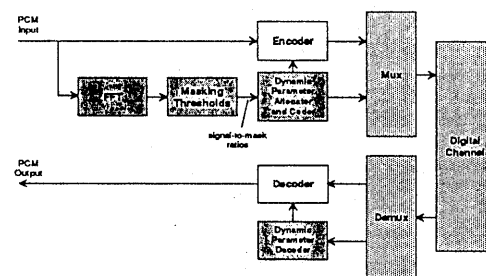 PCM
Input
Encoder
Mux
FFT
Masking
Thresholds
Dynamic
Parameter
Allocator
and Coder
signal-to-mask
ratios
Digital
Channel
PCM
Output
Decoder
Demux
Dynamic
Parameter
Decoder